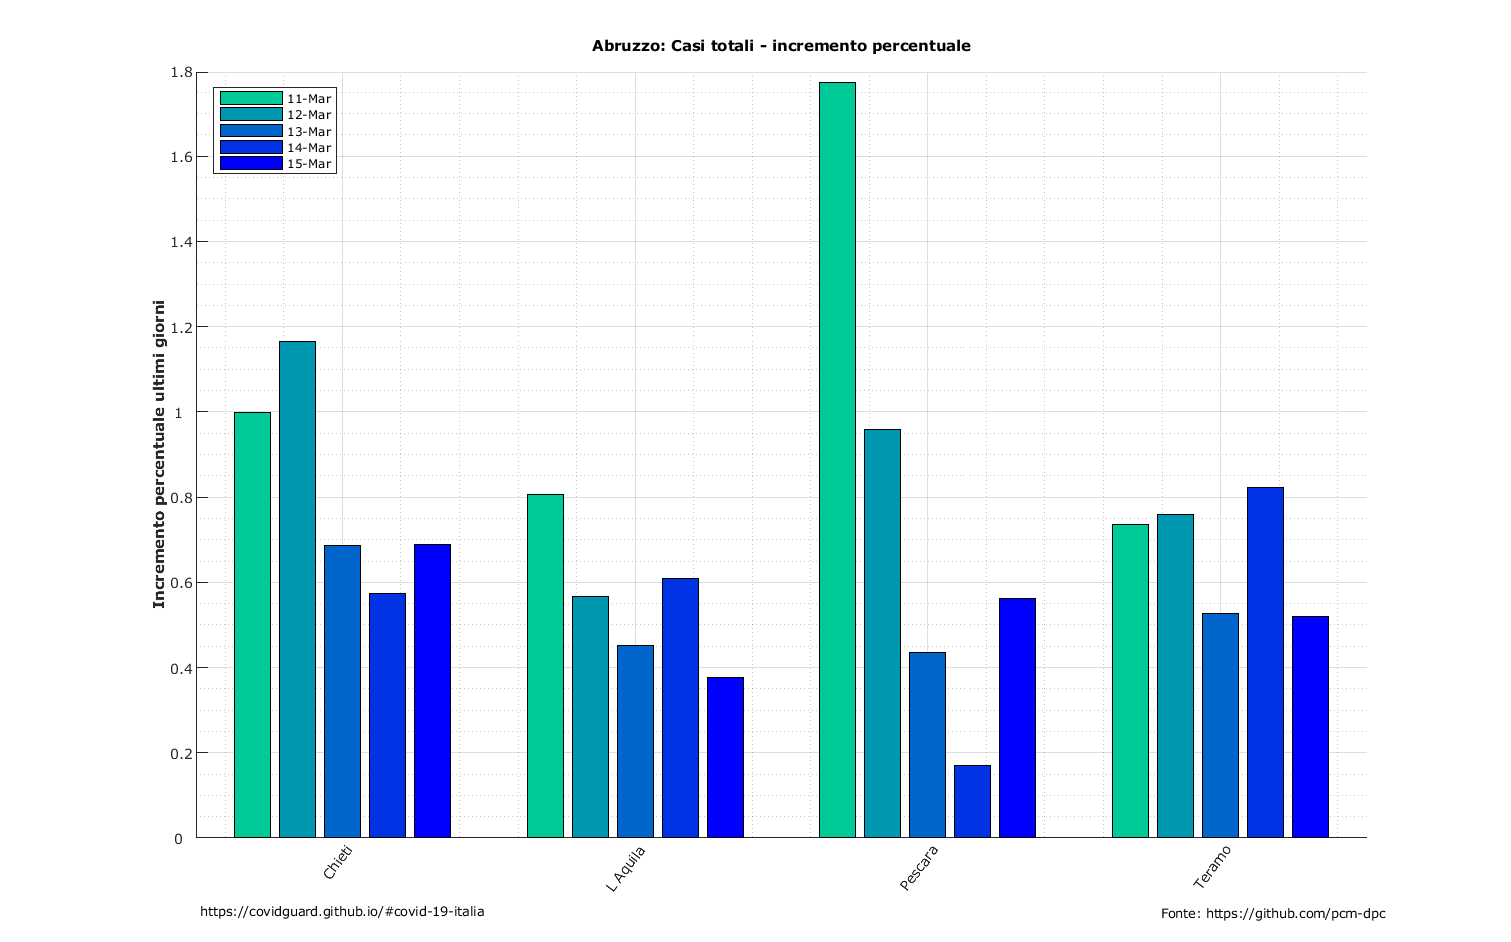 Abruzzo: Casi totali - incremento percentuale
1.8
1.6
1.4
1.2
1
0.8
0.6
0.4
0.2
0
Incremento percentuale ultimi giorni
11-Mar
12-Mar
13-Mar
14-Mar
15-Mar
Chieti
L Aquila
Pescara
Teramo
https://covidguard.github.io/#covid-19-italia
Fonte: https://github.com/pcm-dpc